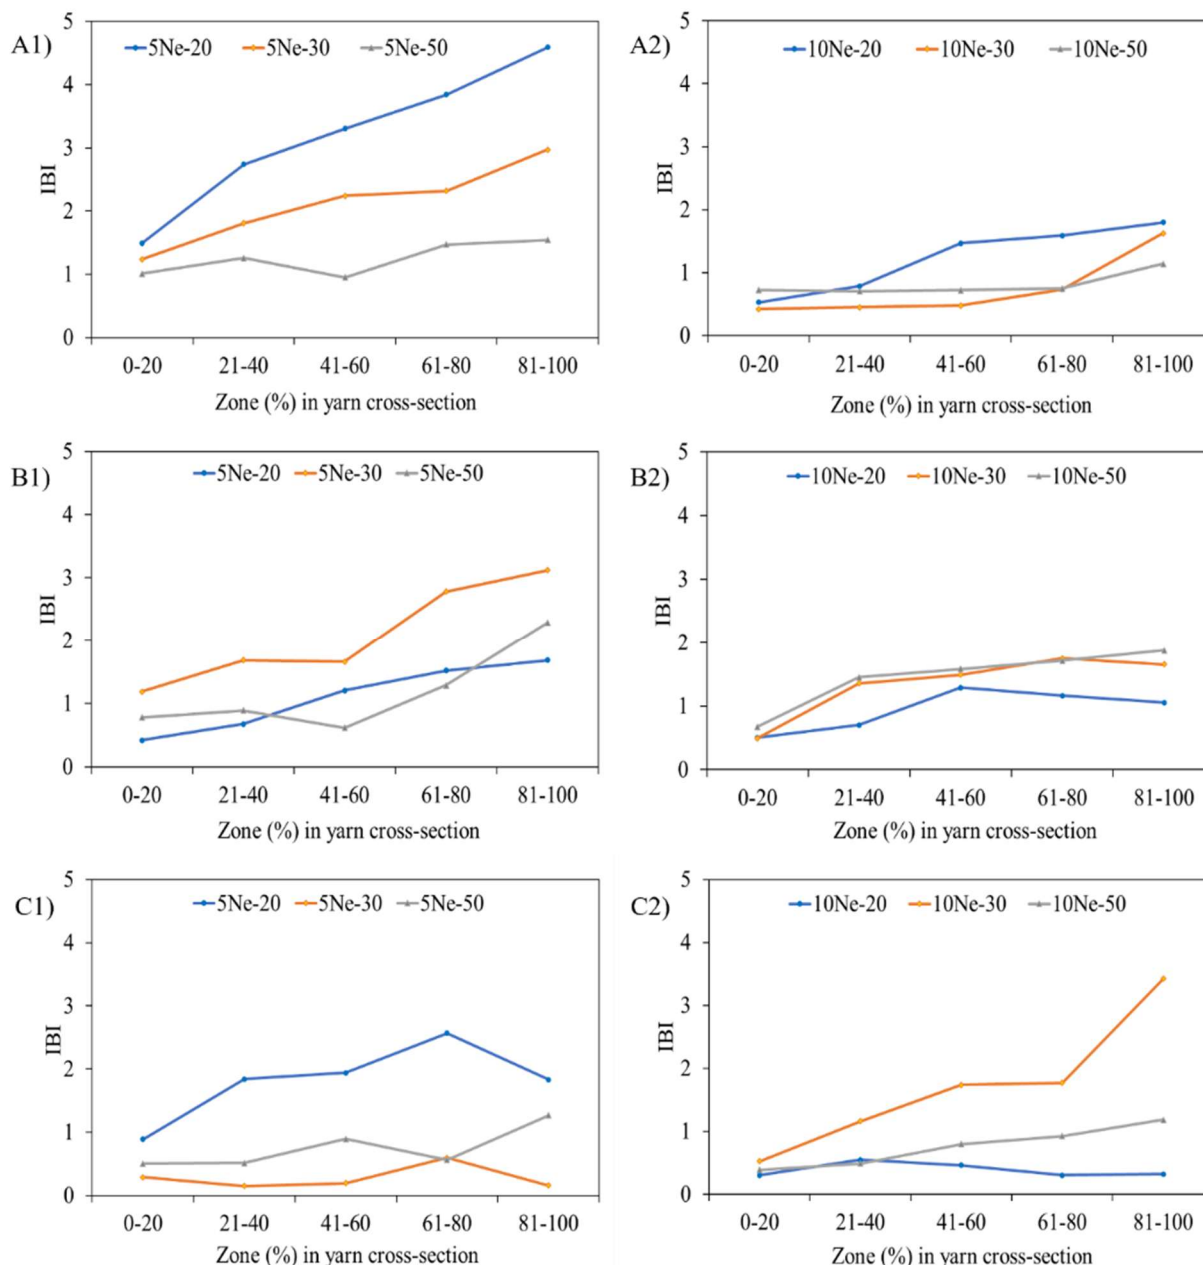 A1)
5Ne-20 5Ne-30 5Ne-50
5
4
3
2
1
0
IBI
0-20 21-40 41-60 61-80 81-100
Zone (%) in yarn cross-section
A2)
10Ne-20 10Ne-30 10Ne-50
5
4
3
2
1
0
IBI
0-20 21-40 41-60 61-80 81-100
Zone (%) in yarn cross-section
B1)
5Ne-20 5Ne-30 5Ne-50
5
4
3
2
1
0
IBI
0-20 21-40 41-60 61-80 81-100
Zone (%) in yarn cross-section
B2)
10Ne-20 10Ne-30 10Ne-50
5
4
3
2
1
0
IBI
0-20 21-40 41-60 61-80 81-100
Zone (%) in yarn cross-section
C1)
5Ne-20 5Ne-30 5Ne-50
5
4
3
2
1
0
IBI
0-20 21-40 41-60 61-80 81-100
Zone (%) in yarn cross-section
C2)
10Ne-20 10Ne-30 10Ne-50
5
4
3
2
1
0
IBI
0-20 21-40 41-60 61-80 81-100
Zone (%) in yarn cross-section